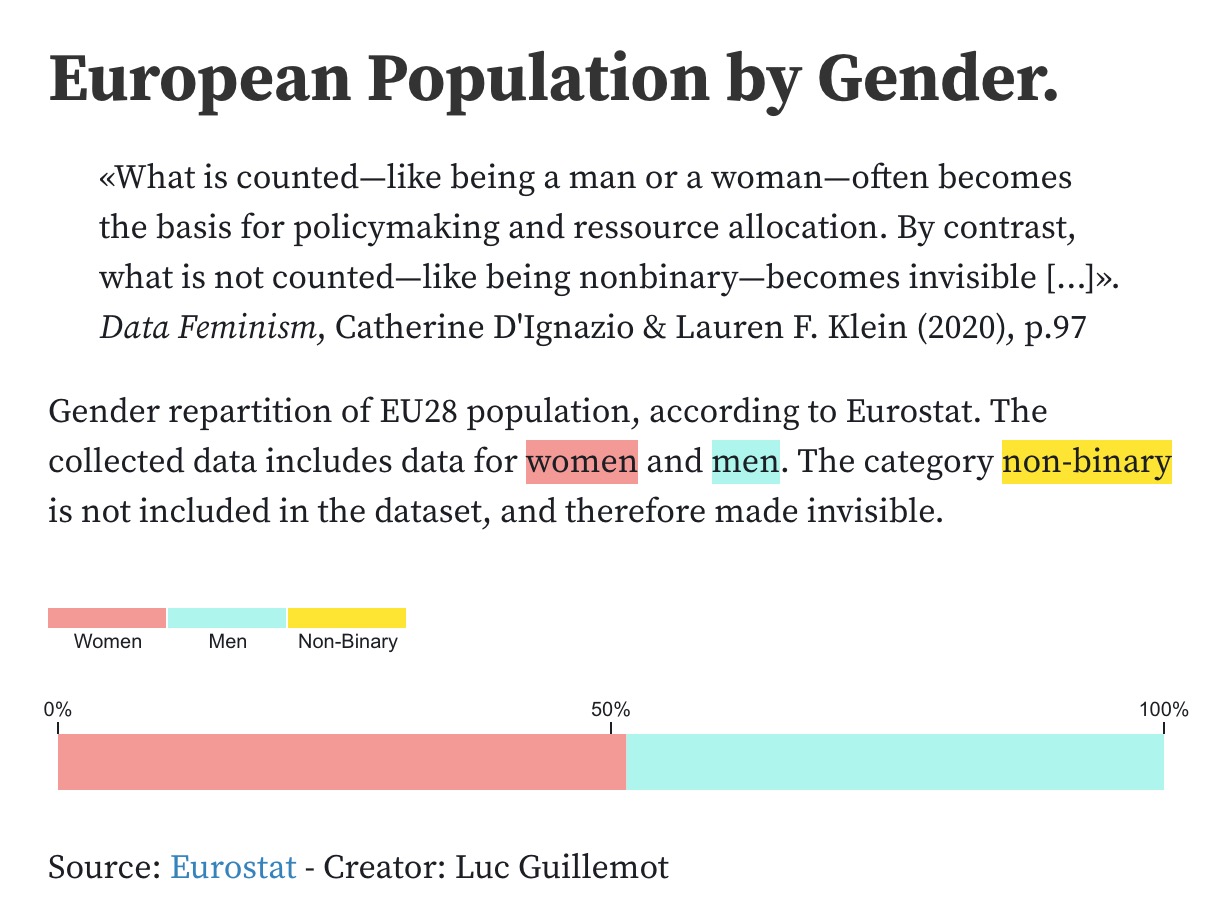 European Population by Gender.
«What is counted—like being a man or a woman—often becomes
the basis for policymaking and ressource allocation. By contrast,
what is not counted—like being nonbinary—becomes invisible […]».
Data Feminism, Catherine D'Ignazio & Lauren F. Klein (2020), p.97
Gender repartition of EU28 population, according to Eurostat. The
collected data includes data for women and men. The category non-binary
is not included in the dataset, and therefore made invisible.
Women Men Non-Binary
0% 50% 100%
Source: Eurostat - Creator: Luc Guillemot